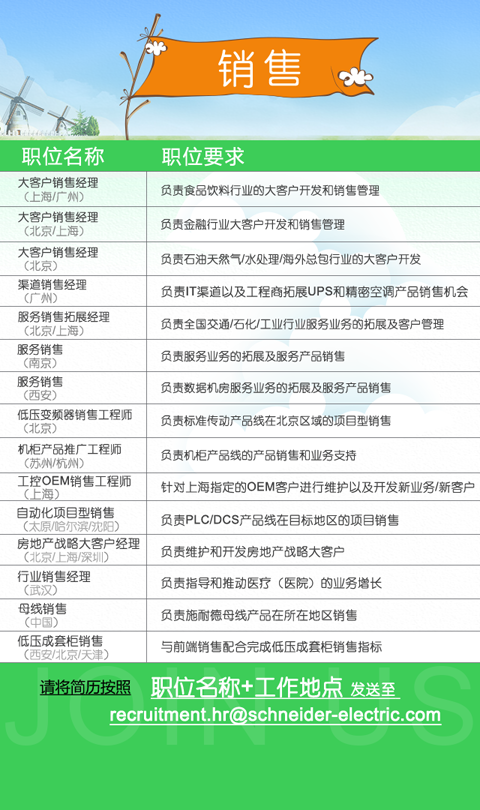 销售
职位名称 职位要求
大客户销售经理
（上海/广州）
负责食品饮料行业的大客户开发和销售管理
大客户销售经理
（北京/上海）
负责金融行业大客户开发和销售管理
大客户销售经理
（北京）
负责石油天然气/水处理/海外总包行业的大客户开发
渠道销售经理
（广州）
负责IT渠道以及工程商拓展UPS和精密空调产品销售机会
服务销售拓展经理
（北京/上海）
负责全国交通/石化/工业行业服务业务的拓展及客户管理
服务销售
（南京）
负责服务业务的拓展及服务产品销售
服务销售
（西安）
负责数据机房服务业务的拓展及服务产品销售
低压变频器销售工程师
（北京）
负责标准传动产品线在北京区域的项目型销售
机柜产品推广工程师
（苏州/杭州）
负责机柜产品线的产品销售和业务支持
工控OEM销售工程师
（上海）
针对上海指定的OEM客户进行维护以及开发新业务/新客户
自动化项目型销售
（太原/哈尔滨/沈阳）
负责PLC/DCS产品线在目标地区的项目销售
房地产战略大客户经理
（北京/上海/深圳）
负责维护和开发房地产战略大客户
行业销售经理
（武汉）
负责指导和推动医疗（医院）的业务增长
母线销售
（中国）
负责施耐德母线产品在所在地区销售
低压成套柜销售
（西安/北京/天津）
与前端销售配合完成低压成套柜销售指标
请将简历按照 职位名称+工作地点 发送至
recruitment.hr@schneider-electric.com
JOIN US